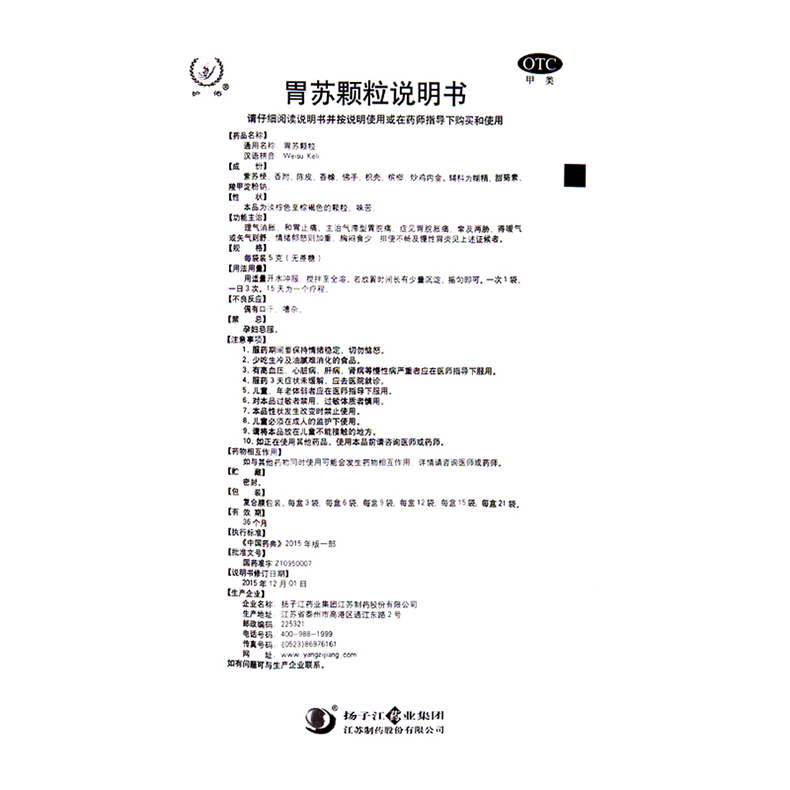 OTC
甲类
护佑®
胃苏颗粒说明书
请仔细阅读说明书并按说明使用或在药师指导下购买和使用
【药品名称】
通用名称：胃苏颗粒
汉语拼音：Weisu Keli
【成 份】
紫苏梗、香附、陈皮、香橼、佛手、枳壳、槟榔、炒鸡内金。辅料为糊精、甜菊素、
羧甲淀粉钠。
【性 状】
本品为淡棕色至棕褐色的颗粒，味苦。
【功能主治】
理气消胀，和胃止痛。主治气滞型胃脘痛，症见胃脘胀痛，窜及两胁，得嗳气
或矢气则舒，情绪郁怒则加重，胸闷食少，排便不畅及慢性胃炎见上述证候者。
【规 格】
每袋装5克（无蔗糖）
【用法用量】
用适量开水冲服，搅拌至全溶。若放置时间长有少量沉淀，摇匀即可。一次1袋，
一日3次。15天为一个疗程。
【不良反应】
偶有口干，嘈杂。
【禁 忌】
孕妇忌服。
【注意事项】
1、服药期间要保持情绪稳定，切勿恼怒。
2、少吃生冷及油腻难消化的食品。
3、有高血压、心脏病、肝病、肾病等慢性病严重者应在医师指导下服用。
4、服药3天症状未缓解，应去医院就诊。
5、儿童、年老体弱者应在医师指导下服用。
6、对本品过敏者禁用，过敏体质者慎用。
7、本品性状发生改变时禁止使用。
8、儿童必须在成人的监护下使用。
9、请将本品放在儿童不能接触的地方。
10、如正在使用其他药品，使用本品前请咨询医师或药师。
【药物相互作用】
如与其他药物同时使用可能会发生药物相互作用，详情请咨询医师或药师。
【贮 藏】
密封。
【包 装】
复合膜包装，每盒3袋，每盒6袋，每盒9袋，每盒12袋，每盒15袋，每盒21袋。
【有 效 期】
36个月
【执行标准】
《中国药典》2015年版一部
【批准文号】
国药准字Z10950007
【说明书修订日期】
2015年12月01日
【生产企业】
企业名称：扬子江药业集团江苏制药股份有限公司
生产地址：江苏省泰州市高港区通江东路2号
邮政编码：225321
电话号码：400-988-1999
传真号码：(0523)86976161
网 址：www.yangzijiang.com
如有问题可与生产企业联系。
扬子江药业集团
江苏制药股份有限公司